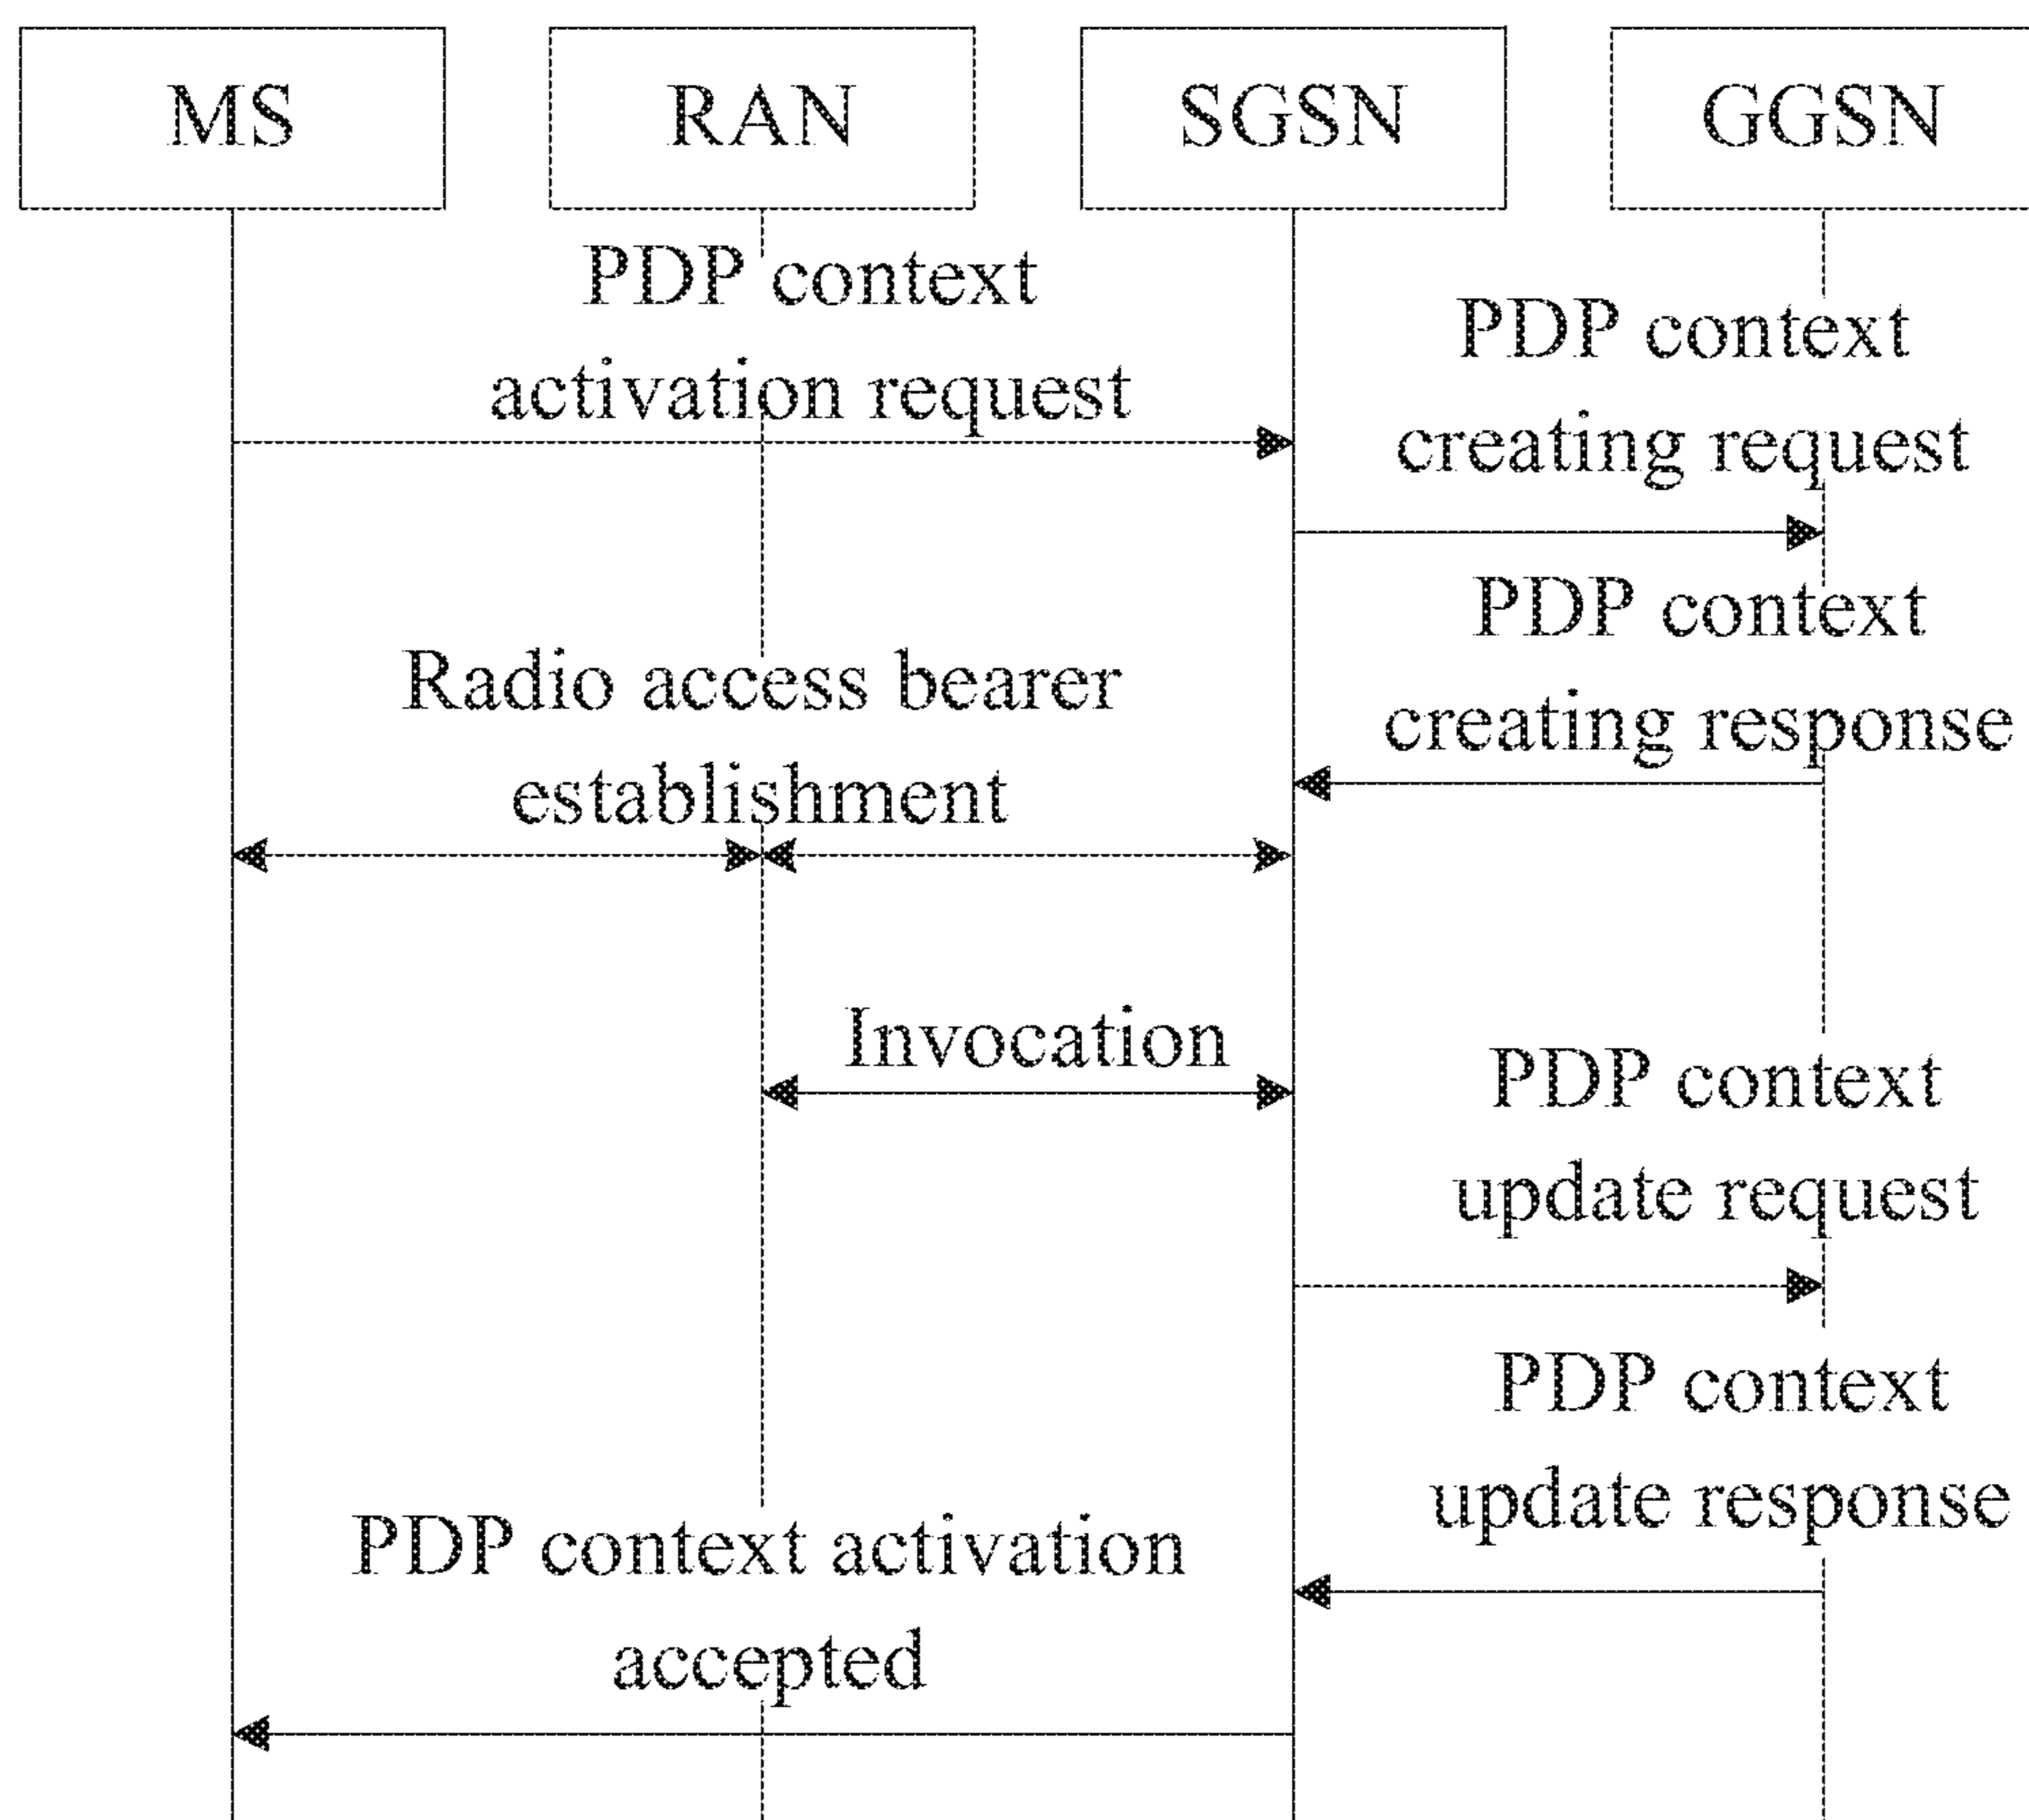 MS
RAN
SGSN
GGSN
PDP context
activation request
PDP context
creating request
PDP context
creating response
Radio access bearer
establishment
Invocation
PDP context
update request
PDP context
update response
PDP context activation
accepted